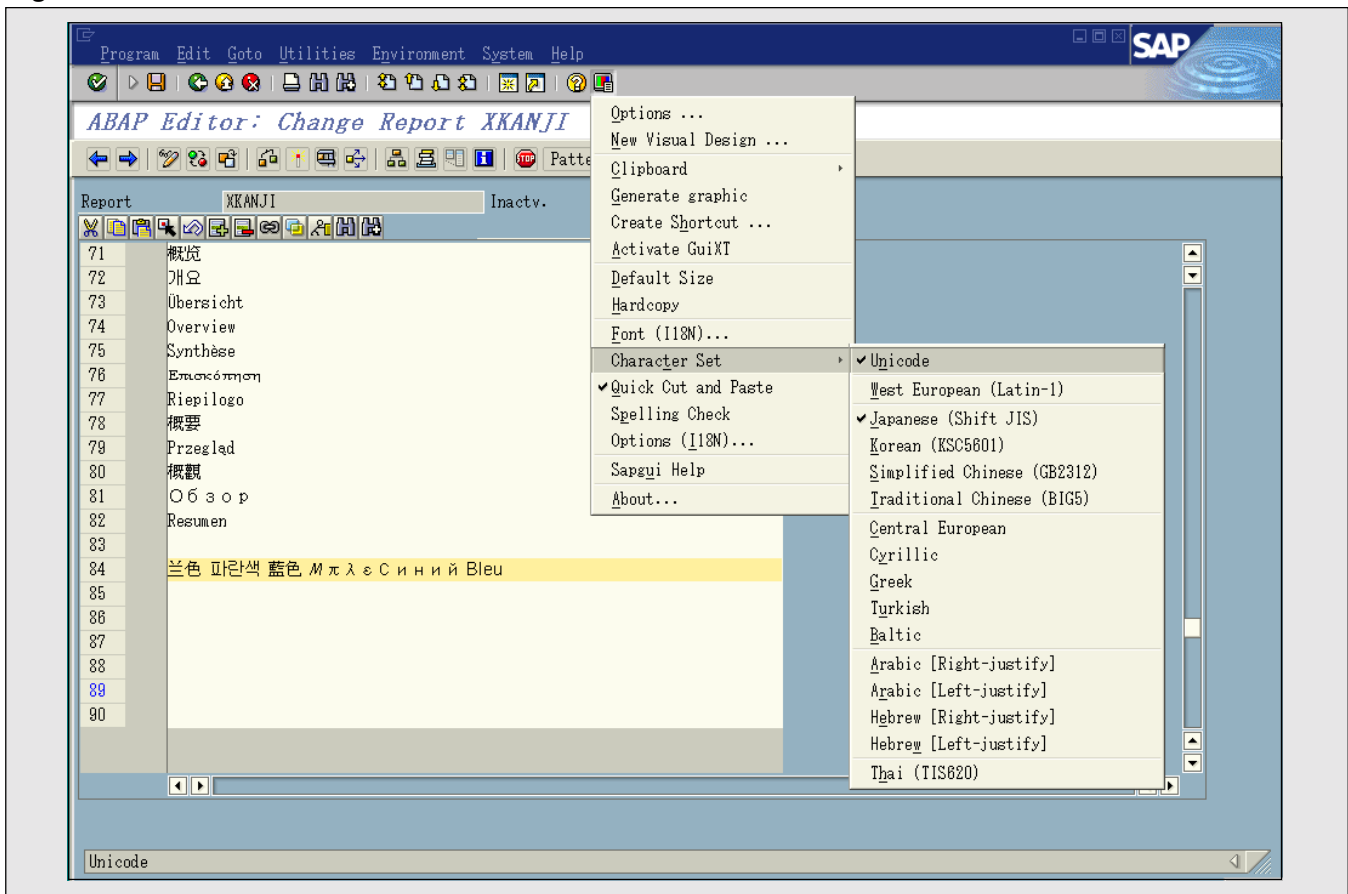 Program Edit Goto Utilities Environment System Help
SAP
ABAP Editor: Change Report XKANJI
Patte
Report XKANJI Inactv.
71 概览
72 개요
73 Übersicht
74 Overview
75 Synthèse
76 Επισκόπηση
77 Riepilogo
78 概要
79 Przegląd
80 概觀
81 Обзор
82 Resumen
83
84 兰色 파란색 藍色 Μπλε Синий Bleu
85
86
87
88
89
90
Options ...
New Visual Design ...
Clipboard
Generate graphic
Create Shortcut ...
Activate GuiXT
Default Size
Hardcopy
Font (I18N)...
Character Set
Quick Cut and Paste
Spelling Check
Options (I18N)...
Sapgui Help
About...
Unicode
West European (Latin-1)
Japanese (Shift JIS)
Korean (KSC5601)
Simplified Chinese (GB2312)
Traditional Chinese (BIG5)
Central European
Cyrillic
Greek
Turkish
Baltic
Arabic [Right-justify]
Arabic [Left-justify]
Hebrew [Right-justify]
Hebrew [Left-justify]
Thai (TIS620)
Unicode